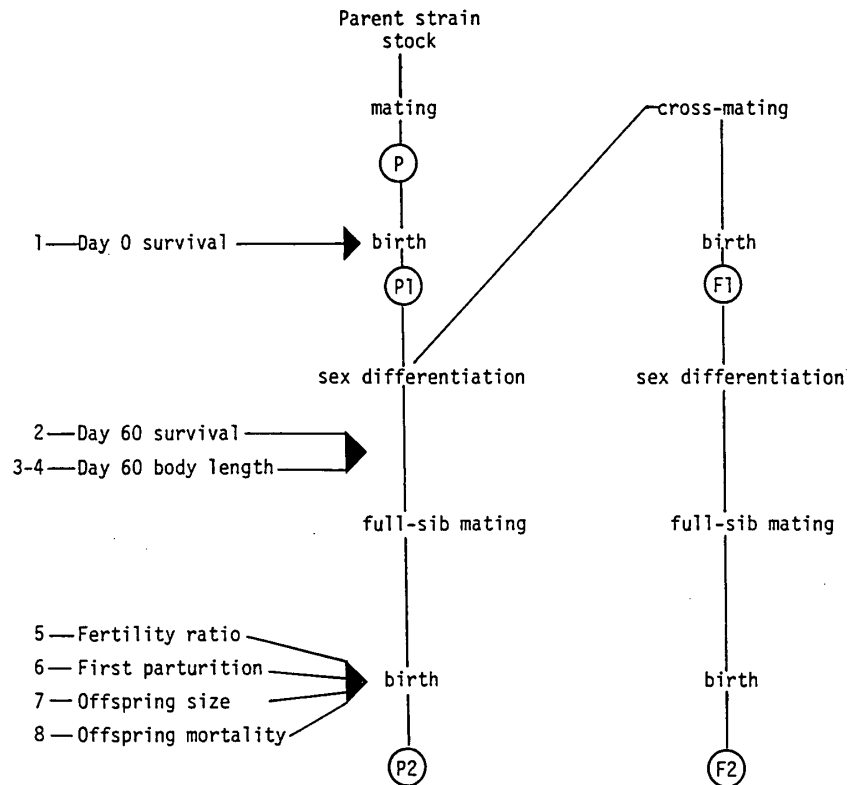 Parent strain
stock
mating
cross-mating
P
1—Day 0 survival
birth
birth
P1
F1
sex differentiation
sex differentiation
2—Day 60 survival
3-4—Day 60 body length
full-sib mating
full-sib mating
5—Fertility ratio
6—First parturition
7—Offspring size
8—Offspring mortality
birth
birth
P2
F2